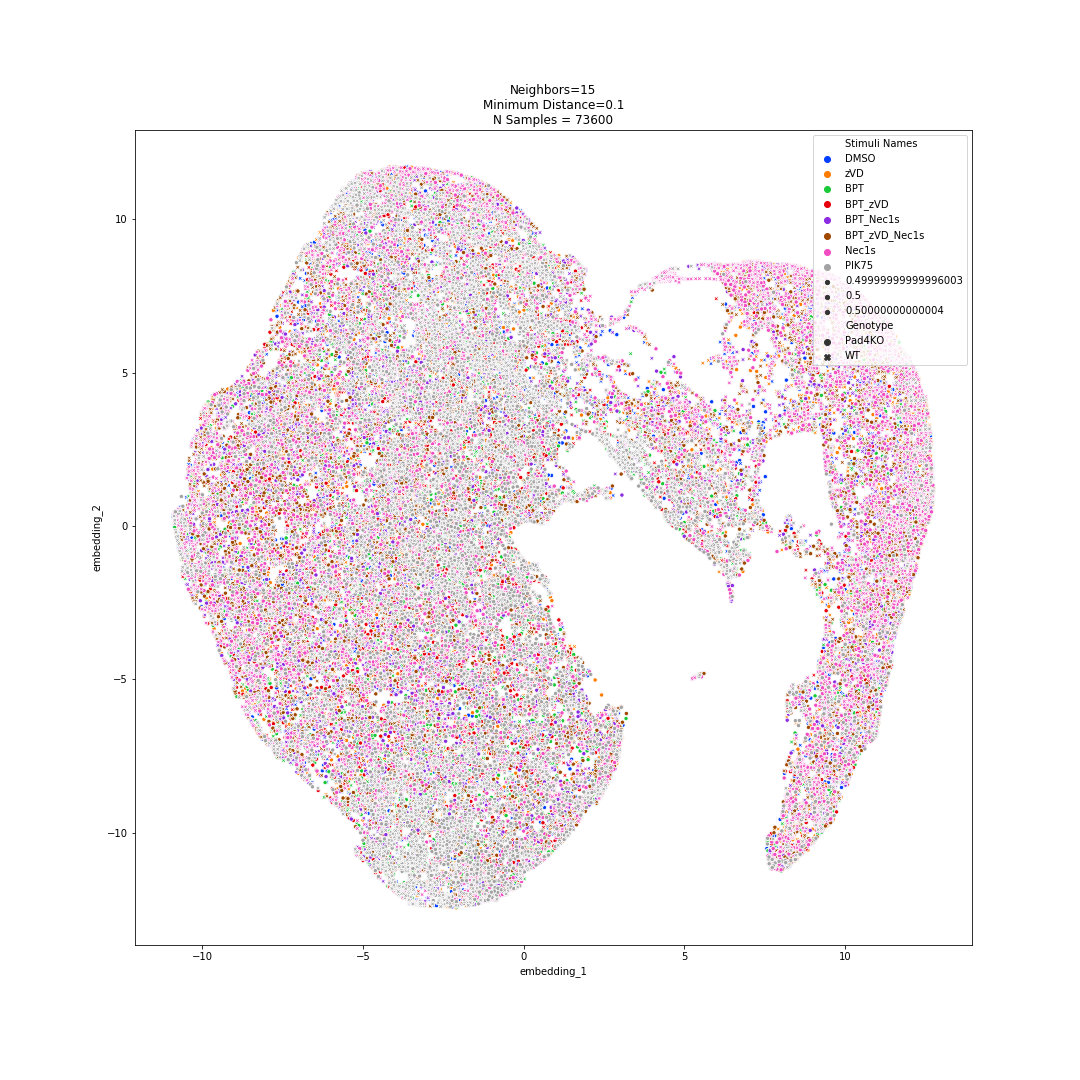 Neighbors=15
Minimum Distance=0.1
N Samples = 73600
Stimuli Names
DMSO
zVD
BPT
BPT_zVD
BPT_Nec1s
BPT_zVD_Nec1s
Nec1s
PIK75
0.49999999999996003
0.5
0.50000000000004
Genotype
Pad4KO
WT
10
5
0
−5
−10
embedding_2
−10
−5
0
5
10
embedding_1